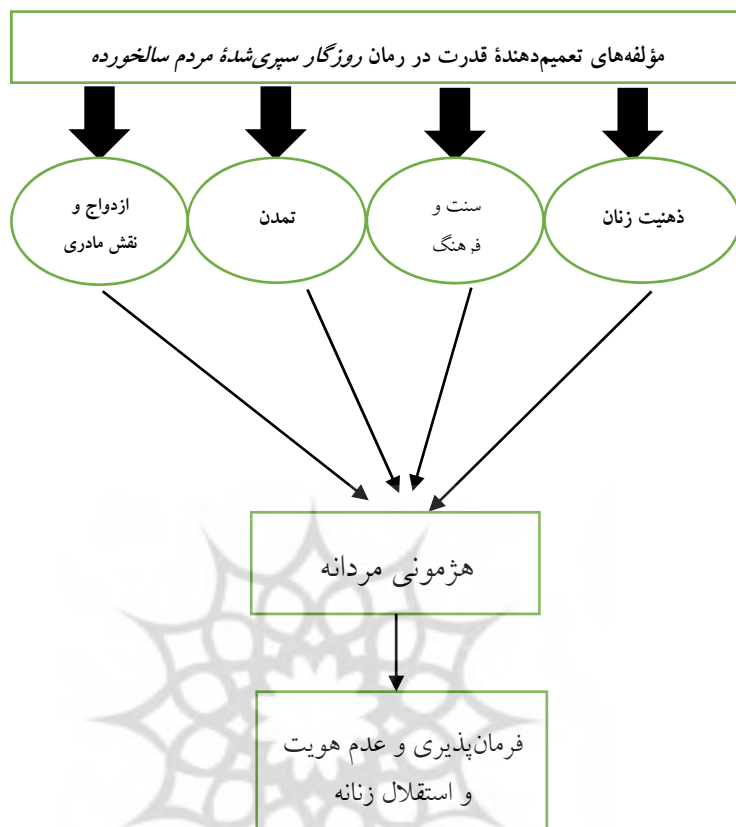 مؤلفه‌های تعمیم‌دهندهٔ قدرت در رمان روزگار سپری‌شدهٔ مردم سالخورده
ذهنیت زنان
سنت و
فرهنگ
تمدن
ازدواج و
نقش مادری
هژمونی مردانه
فرمان‌پذیری و عدم هویت
و استقلال زنانه